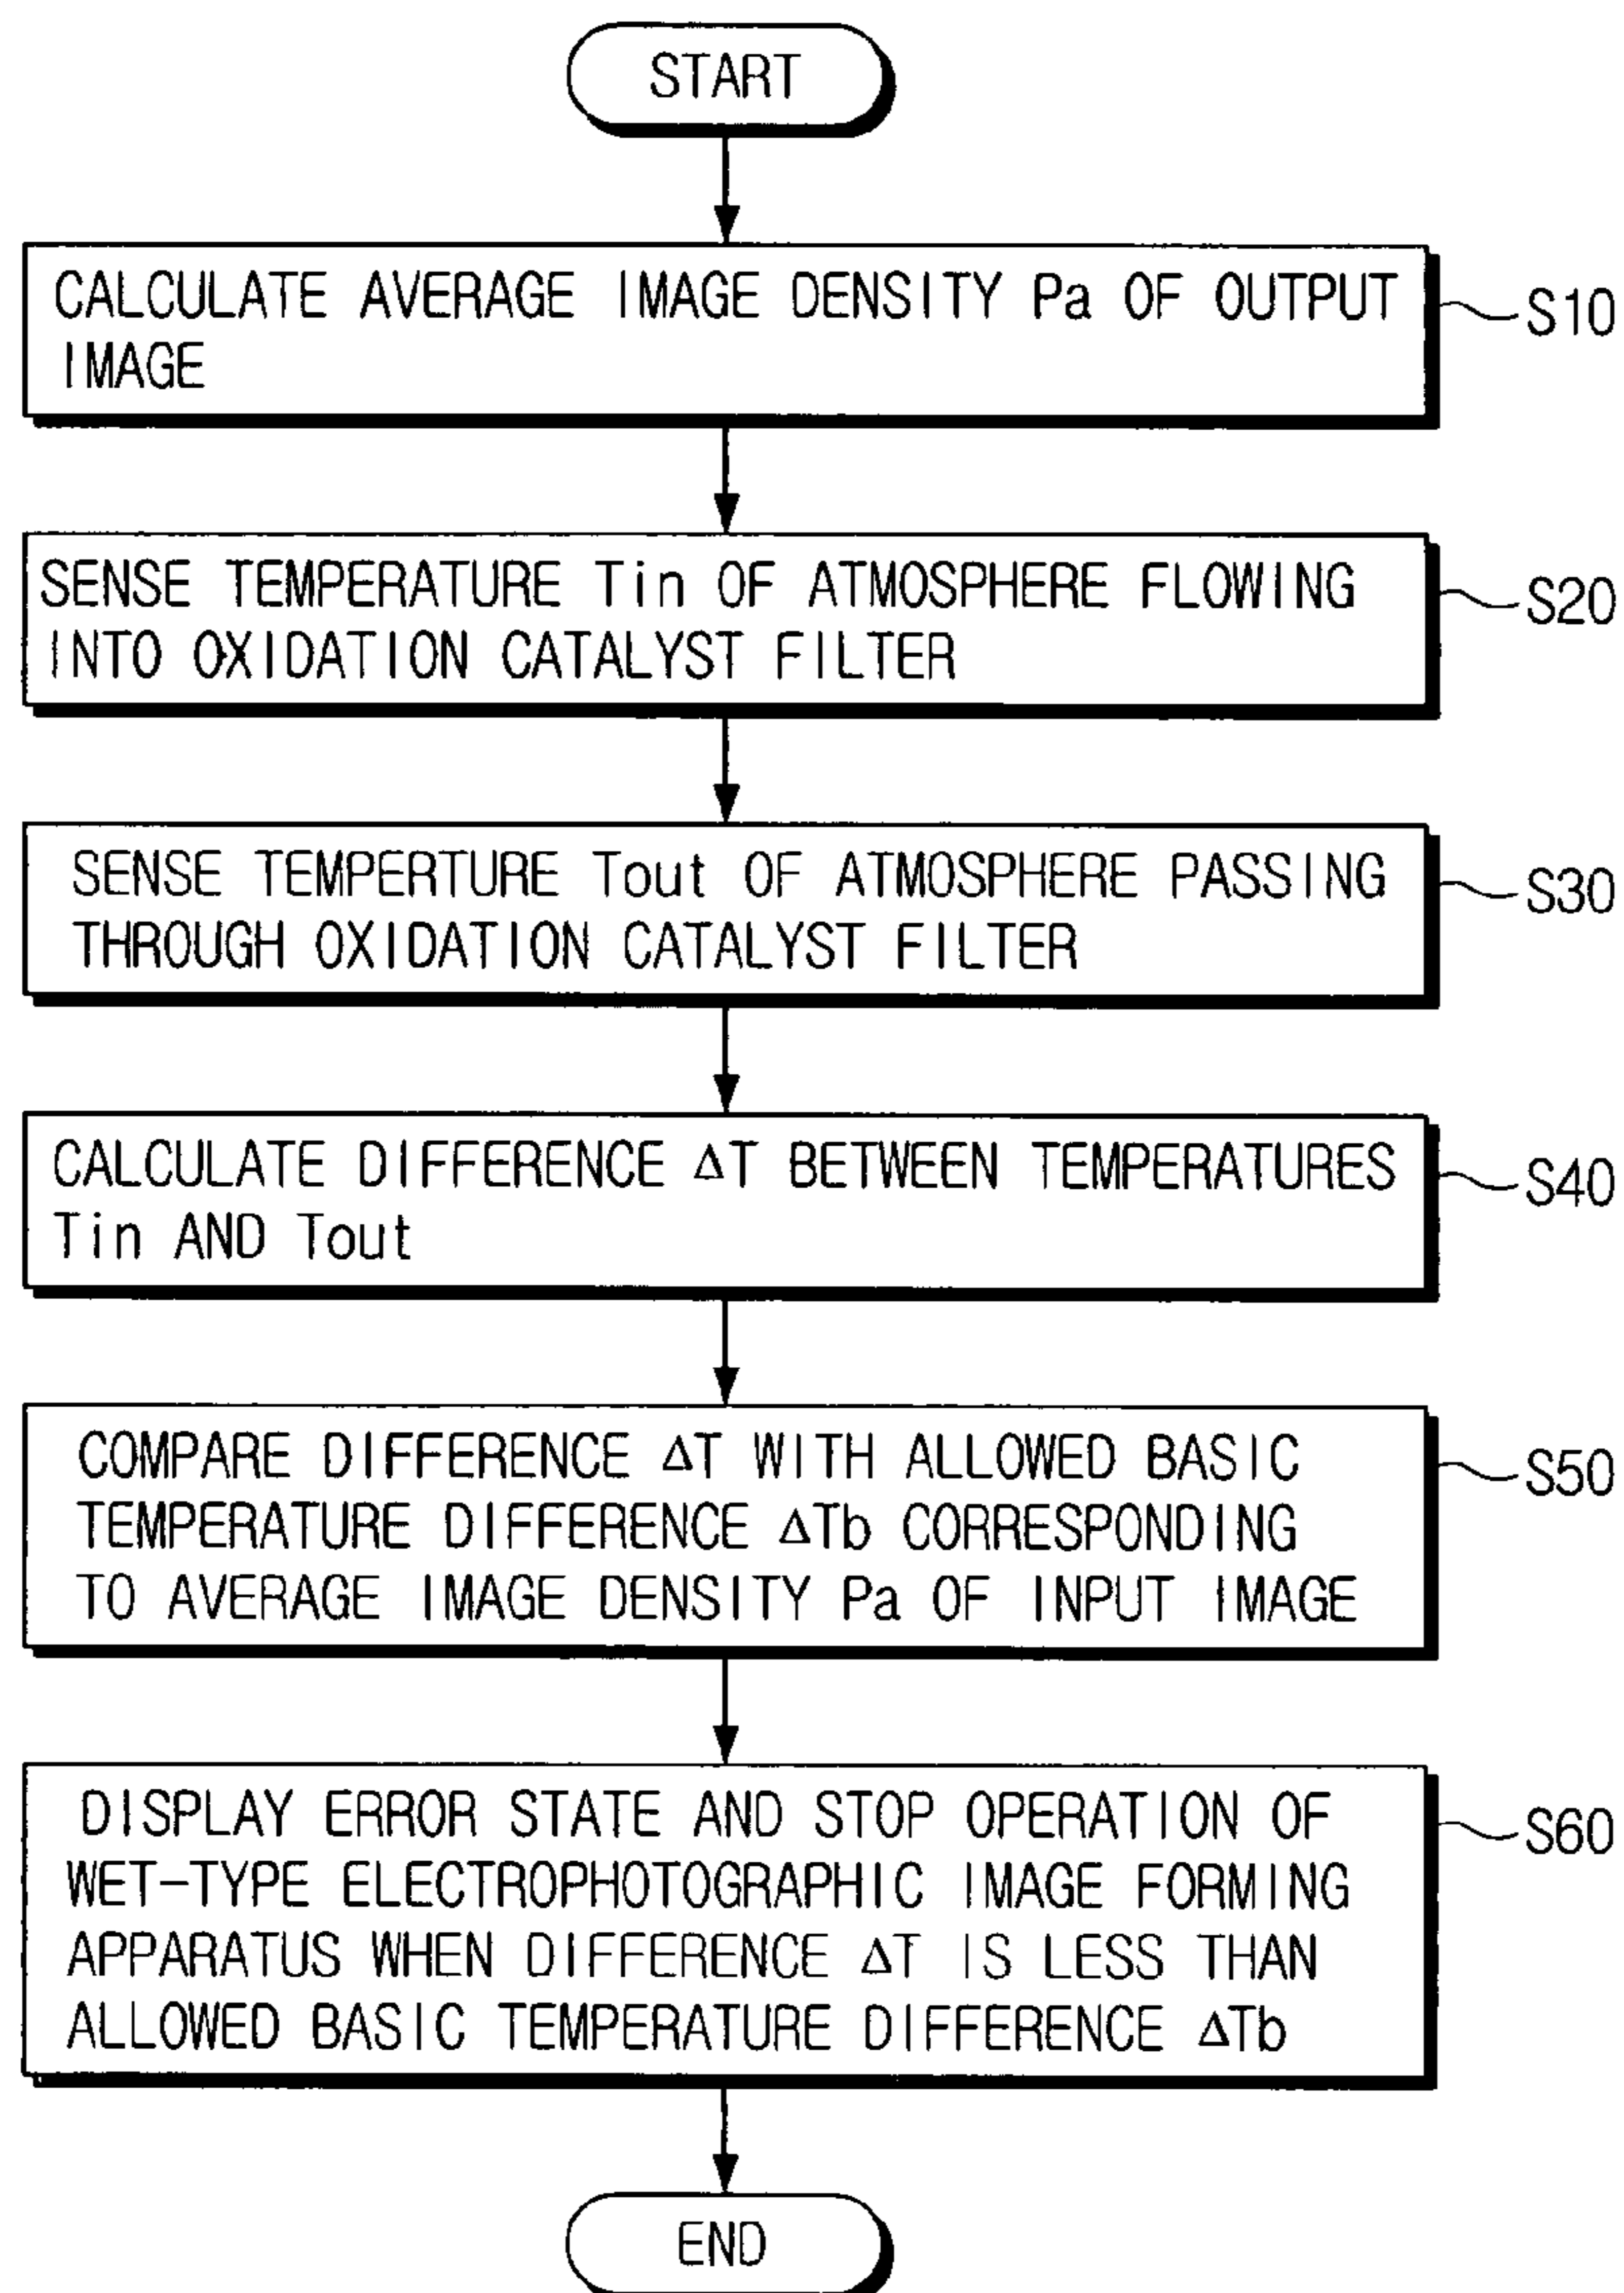 START
CALCULATE AVERAGE IMAGE DENSITY Pa OF OUTPUT
IMAGE
S10
SENSE TEMPERATURE Tin OF ATMOSPHERE FLOWING
INTO OXIDATION CATALYST FILTER
S20
SENSE TEMPERTURE Tout OF ATMOSPHERE PASSING
THROUGH OXIDATION CATALYST FILTER
S30
CALCULATE DIFFERENCE ΔT BETWEEN TEMPERATURES
Tin AND Tout
S40
COMPARE DIFFERENCE ΔT WITH ALLOWED BASIC
TEMPERATURE DIFFERENCE ΔTb CORRESPONDING
TO AVERAGE IMAGE DENSITY Pa OF INPUT IMAGE
S50
DISPLAY ERROR STATE AND STOP OPERATION OF
WET-TYPE ELECTROPHOTOGRAPHIC IMAGE FORMING
APPARATUS WHEN DIFFERENCE ΔT IS LESS THAN
ALLOWED BASIC TEMPERATURE DIFFERENCE ΔTb
S60
END